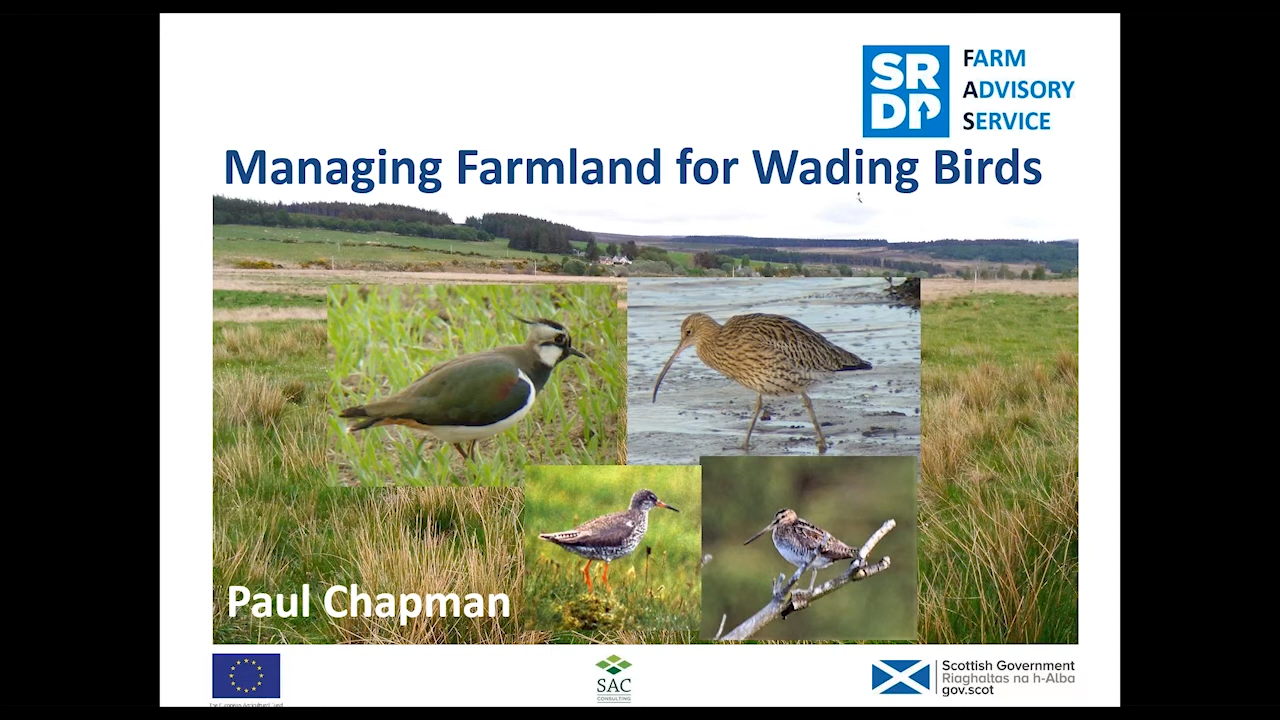 SR
DP
FARM
ADVISORY
SERVICE
Managing Farmland for Wading Birds
Paul Chapman
SAC
CONSULTING
Scottish Government
Riaghaltas na h-Alba
gov.scot